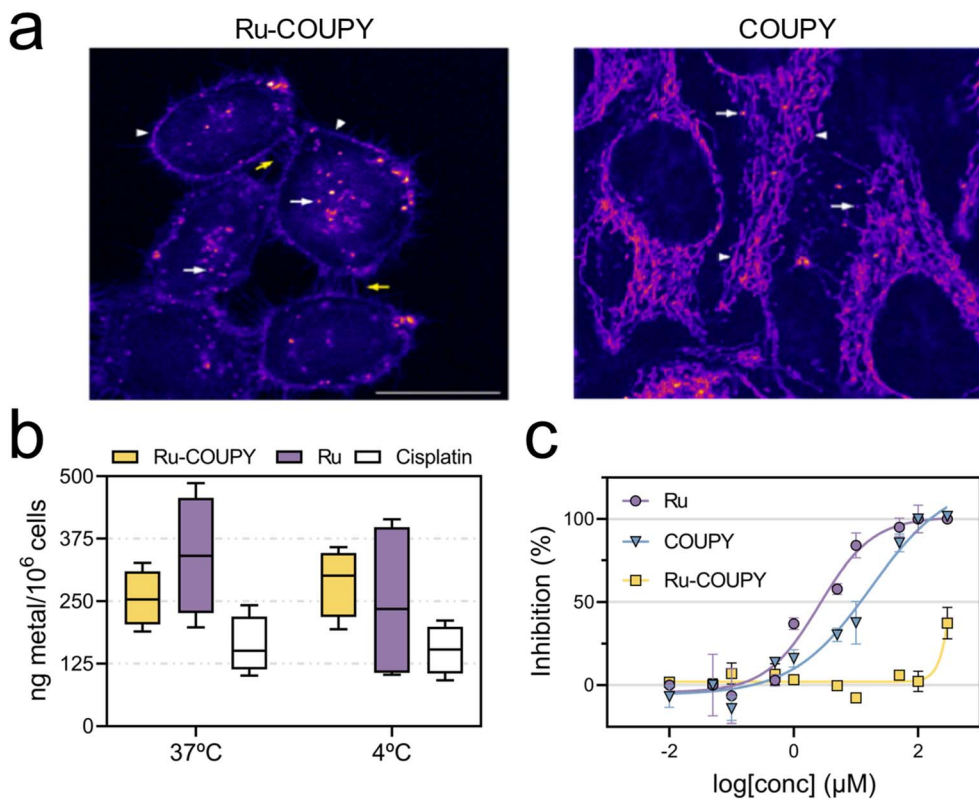 a
Ru-COUPY
COUPY
b
Ru-COUPY Ru Cisplatin
500
375
250
125
0
ng metal/10⁶ cells
37ºC
4ºC
c
Ru
COUPY
Ru-COUPY
100
50
0
Inhibition (%)
-2
0
2
log[conc] (µM)